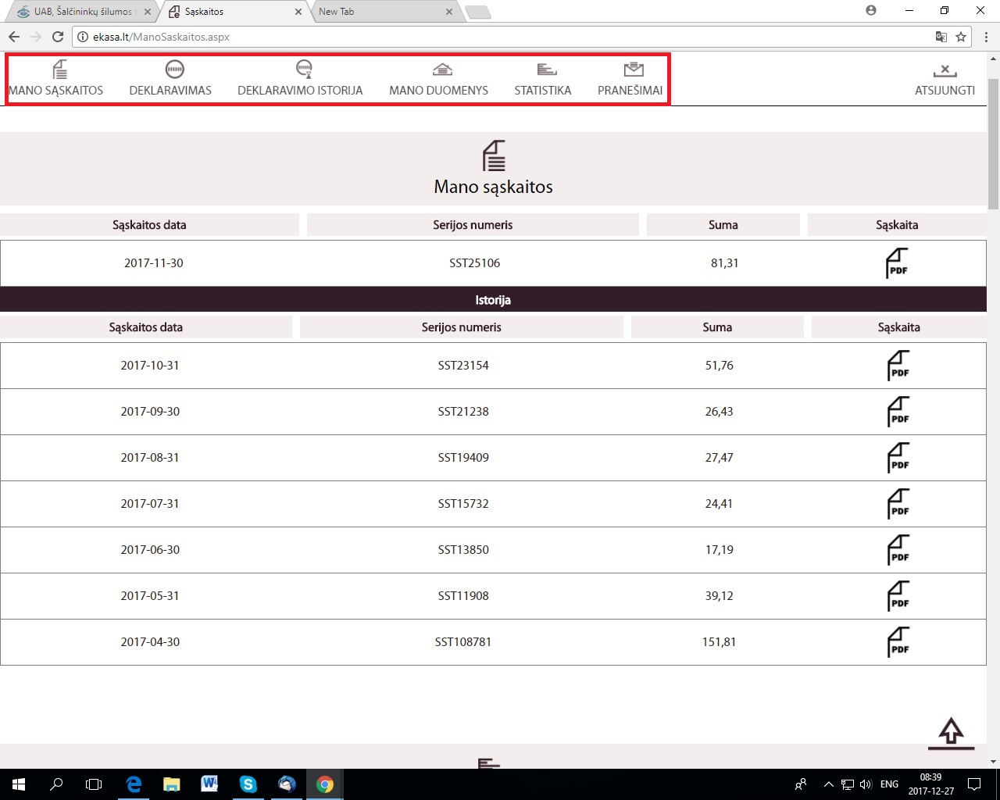 UAB, Šalčininkų šilumos
Sąskaitos
New Tab
ekasa.lt/ManoSaskaitos.aspx
MANO SĄSKAITOS DEKLARAVIMAS DEKLARAVIMO ISTORIJA MANO DUOMENYS STATISTIKA PRANEŠIMAI ATSIJUNGTI
Mano sąskaitos
Sąskaitos data Serijos numeris Suma Sąskaita
2017-11-30 SST25106 81,31 PDF
Istorija
Sąskaitos data Serijos numeris Suma Sąskaita
2017-10-31 SST23154 51,76 PDF
2017-09-30 SST21238 26,43 PDF
2017-08-31 SST19409 27,47 PDF
2017-07-31 SST15732 24,41 PDF
2017-06-30 SST13850 17,19 PDF
2017-05-31 SST11908 39,12 PDF
2017-04-30 SST108781 151,81 PDF
ENG
08:39
2017-12-27